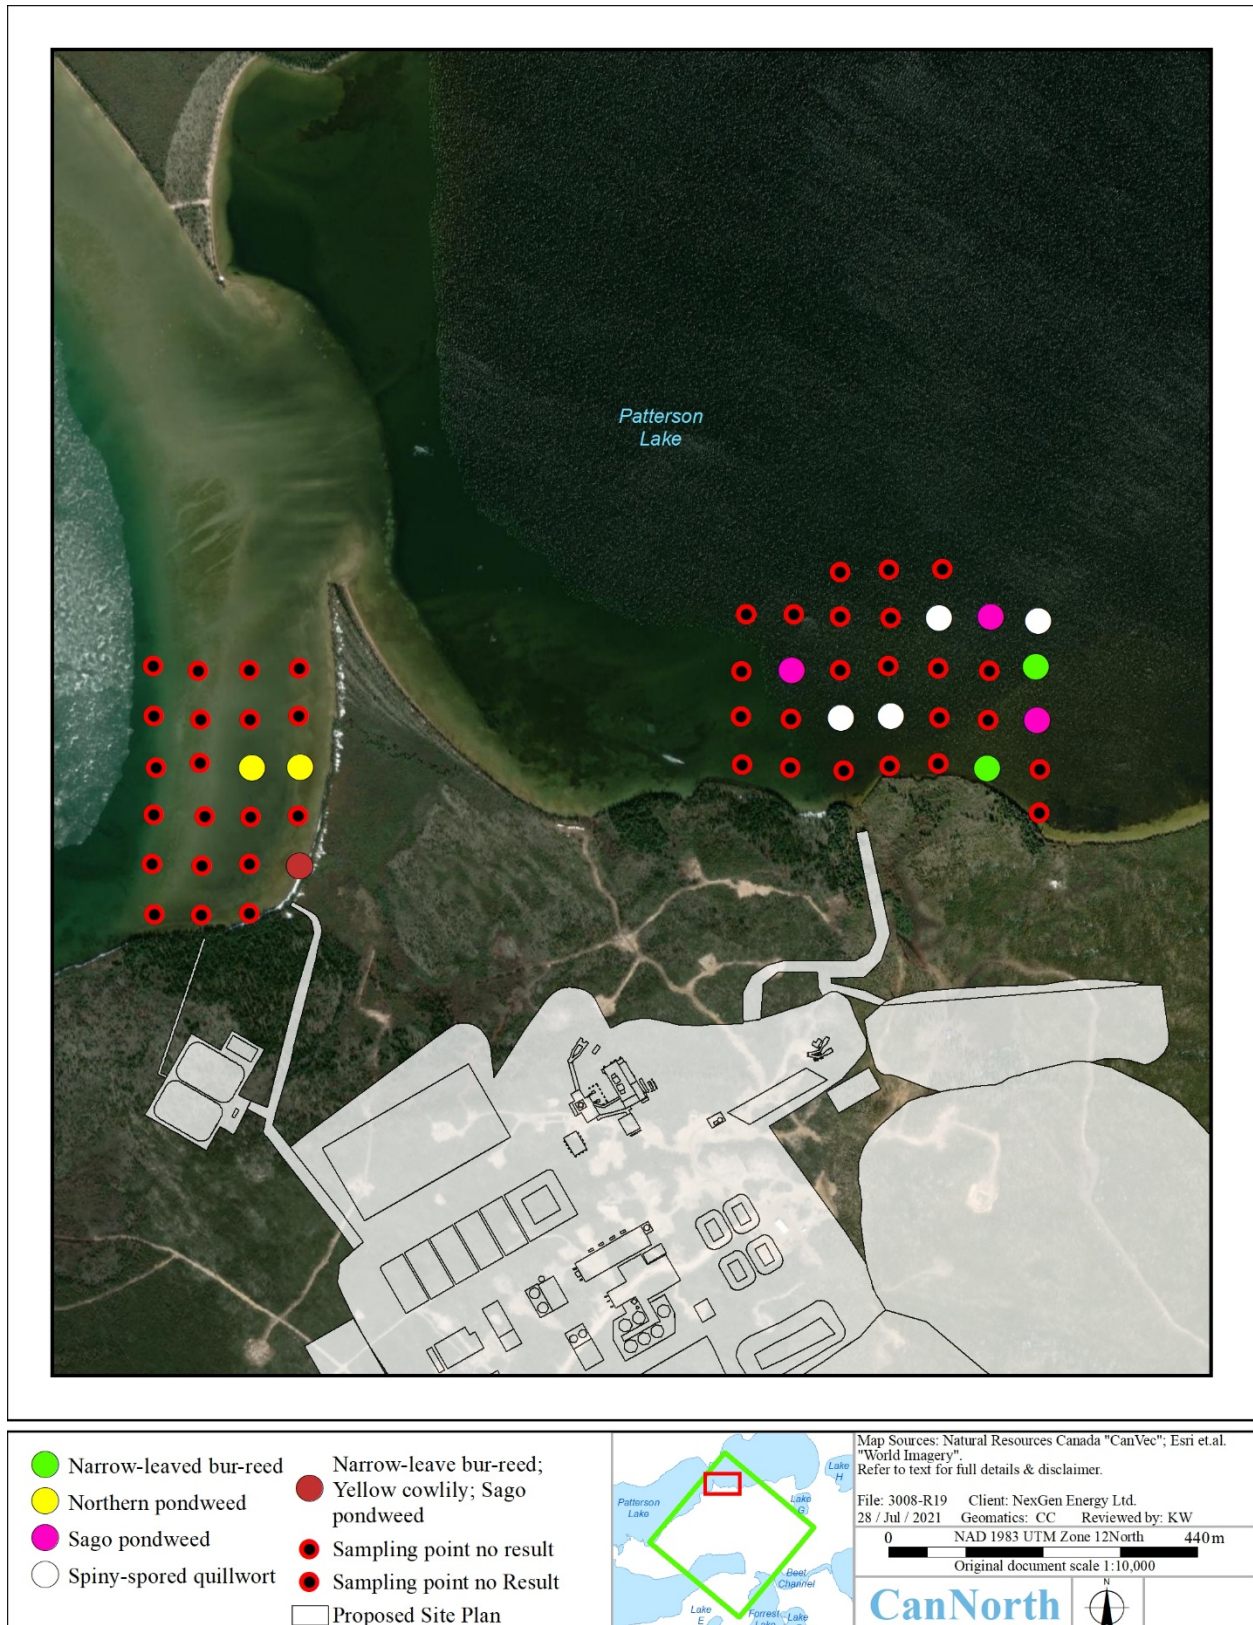 Patterson
Lake
Narrow-leaved bur-reed
Northern pondweed
Sago pondweed
Spiny-spored quillwort
Narrow-leave bur-reed;
Yellow cowlily; Sago
pondweed
Sampling point no result
Sampling point no Result
Proposed Site Plan
Patterson
Lake
Lake
H
Lake
G
Beet
Channel
Lake
E
Forrest
Lake
Lake
Map Sources: Natural Resources Canada "CanVec"; Esri et.al.
"World Imagery".
Refer to text for full details & disclaimer.
File: 3008-R19 Client: NexGen Energy Ltd.
28 / Jul / 2021 Geomatics: CC Reviewed by: KW
0 NAD 1983 UTM Zone 12North 440 m
Original document scale 1:10,000
CanNorth
N